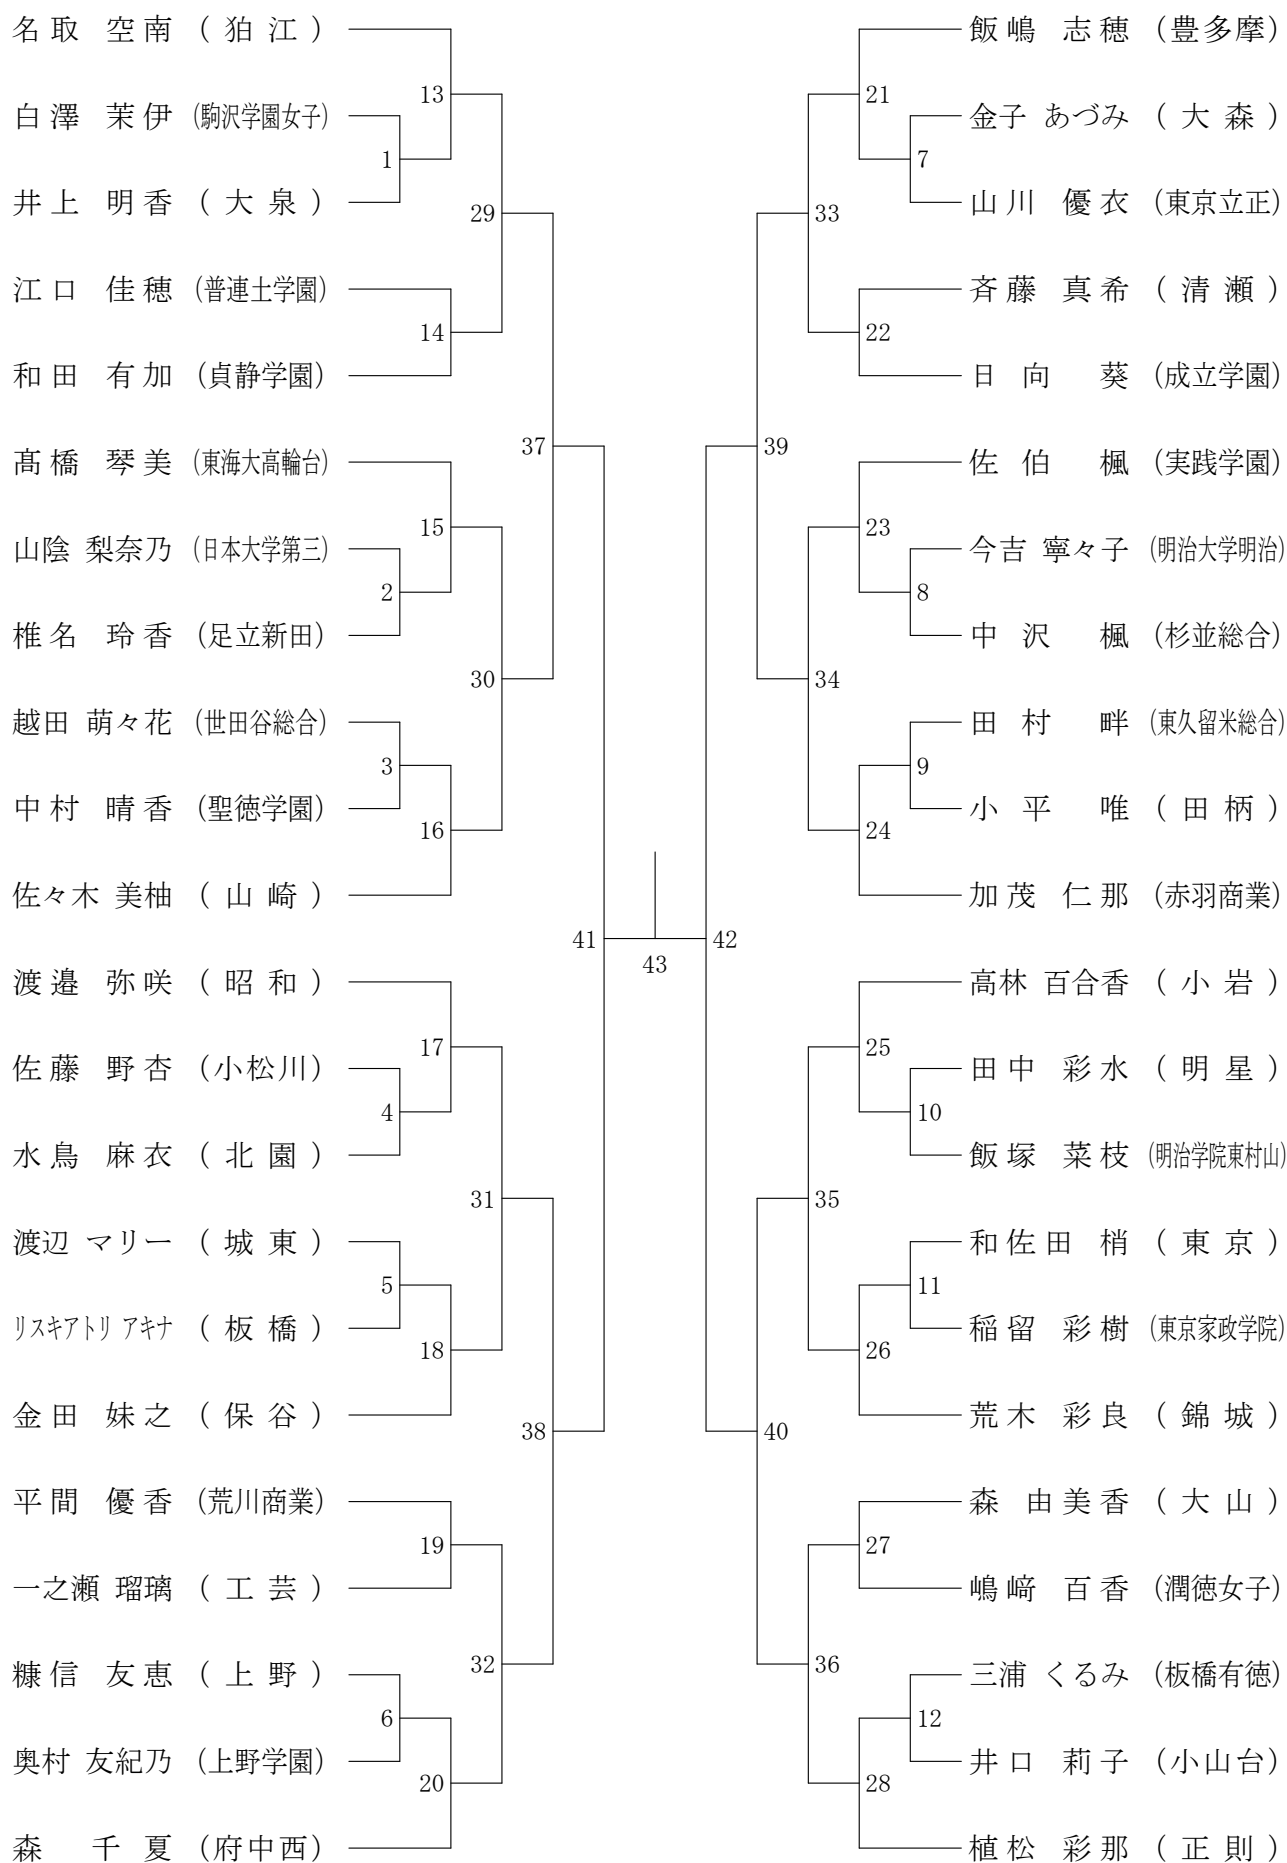 名取 空南 (狛江)
13
白澤 茉伊 (駒沢学園女子)
1
井上 明香 (大泉)
29
江口 佳穂 (普連土学園)
14
和田 有加 (貞静学園)
37
髙橋 琴美 (東海大高輪台)
15
山陰 梨奈乃 (日本大学第三)
2
椎名 玲香 (足立新田)
30
越田 萌々花 (世田谷総合)
3
中村 晴香 (聖徳学園)
16
佐々木 美柚 (山崎)
41
渡邉 弥咲 (昭和)
17
佐藤 野杏 (小松川)
4
水鳥 麻衣 (北園)
31
渡辺 マリー (城東)
5
リスキアトリ アキナ (板橋)
18
金田 妹之 (保谷)
38
平間 優香 (荒川商業)
19
一之瀬 瑠璃 (工芸)
32
糠信 友恵 (上野)
6
奥村 友紀乃 (上野学園)
20
森 千夏 (府中西)
43
飯嶋 志穂 (豊多摩)
21
金子 あづみ (大森)
7
山川 優衣 (東京立正)
33
斉藤 真希 (清瀬)
22
日向 葵 (成立学園)
39
佐伯 楓 (実践学園)
23
今吉 寧々子 (明治大学明治)
8
中沢 楓 (杉並総合)
34
田村 畔 (東久留米総合)
9
小平 唯 (田柄)
24
加茂 仁那 (赤羽商業)
42
高林 百合香 (小岩)
25
田中 彩水 (明星)
10
飯塚 菜枝 (明治学院東村山)
35
和佐田 梢 (東京)
11
稲留 彩樹 (東京家政学院)
26
荒木 彩良 (錦城)
40
森 由美香 (大山)
27
嶋﨑 百香 (潤徳女子)
36
三浦 くるみ (板橋有徳)
12
井口 莉子 (小山台)
28
植松 彩那 (正則)